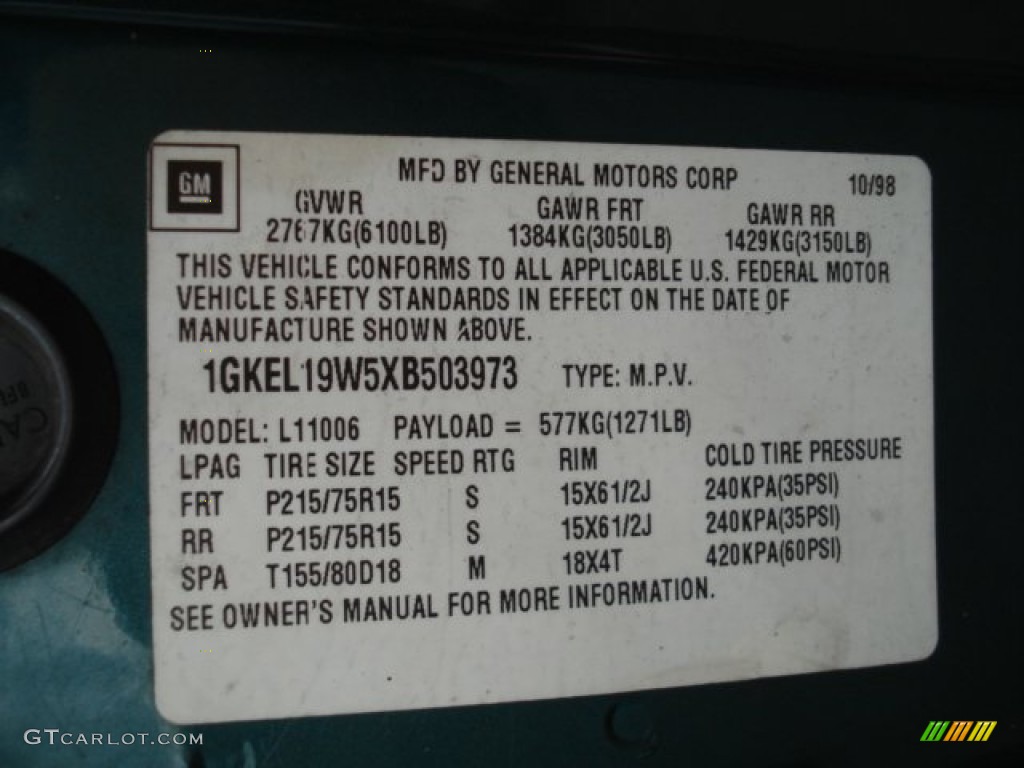 GM
MFD BY GENERAL MOTORS CORP 10/98
GVWR GAWR FRT GAWR RR
2767KG(6100LB) 1384KG(3050LB) 1429KG(3150LB)
THIS VEHICLE CONFORMS TO ALL APPLICABLE U.S. FEDERAL MOTOR
VEHICLE SAFETY STANDARDS IN EFFECT ON THE DATE OF
MANUFACTURE SHOWN ABOVE.
1GKEL19W5XB503973 TYPE: M.P.V.
MODEL: L11006 PAYLOAD = 577KG(1271LB)
LPAG TIRE SIZE SPEED RTG RIM COLD TIRE PRESSURE
FRT P215/75R15 S 15X61/2J 240KPA(35PSI)
RR P215/75R15 S 15X61/2J 240KPA(35PSI)
SPA T155/80D18 M 18X4T 420KPA(60PSI)
SEE OWNER'S MANUAL FOR MORE INFORMATION.
GTCARLOT.COM